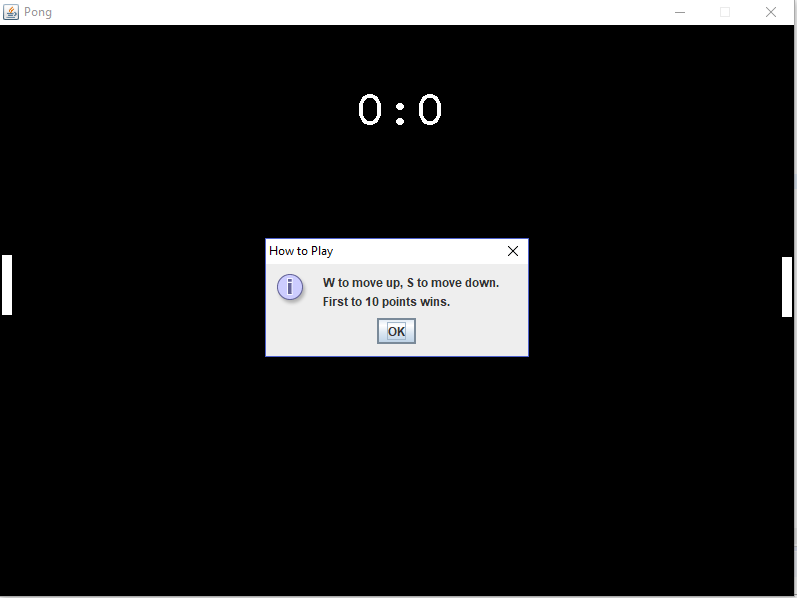 Pong
0:0
How to Play
W to move up, S to move down.
First to 10 points wins.
OK